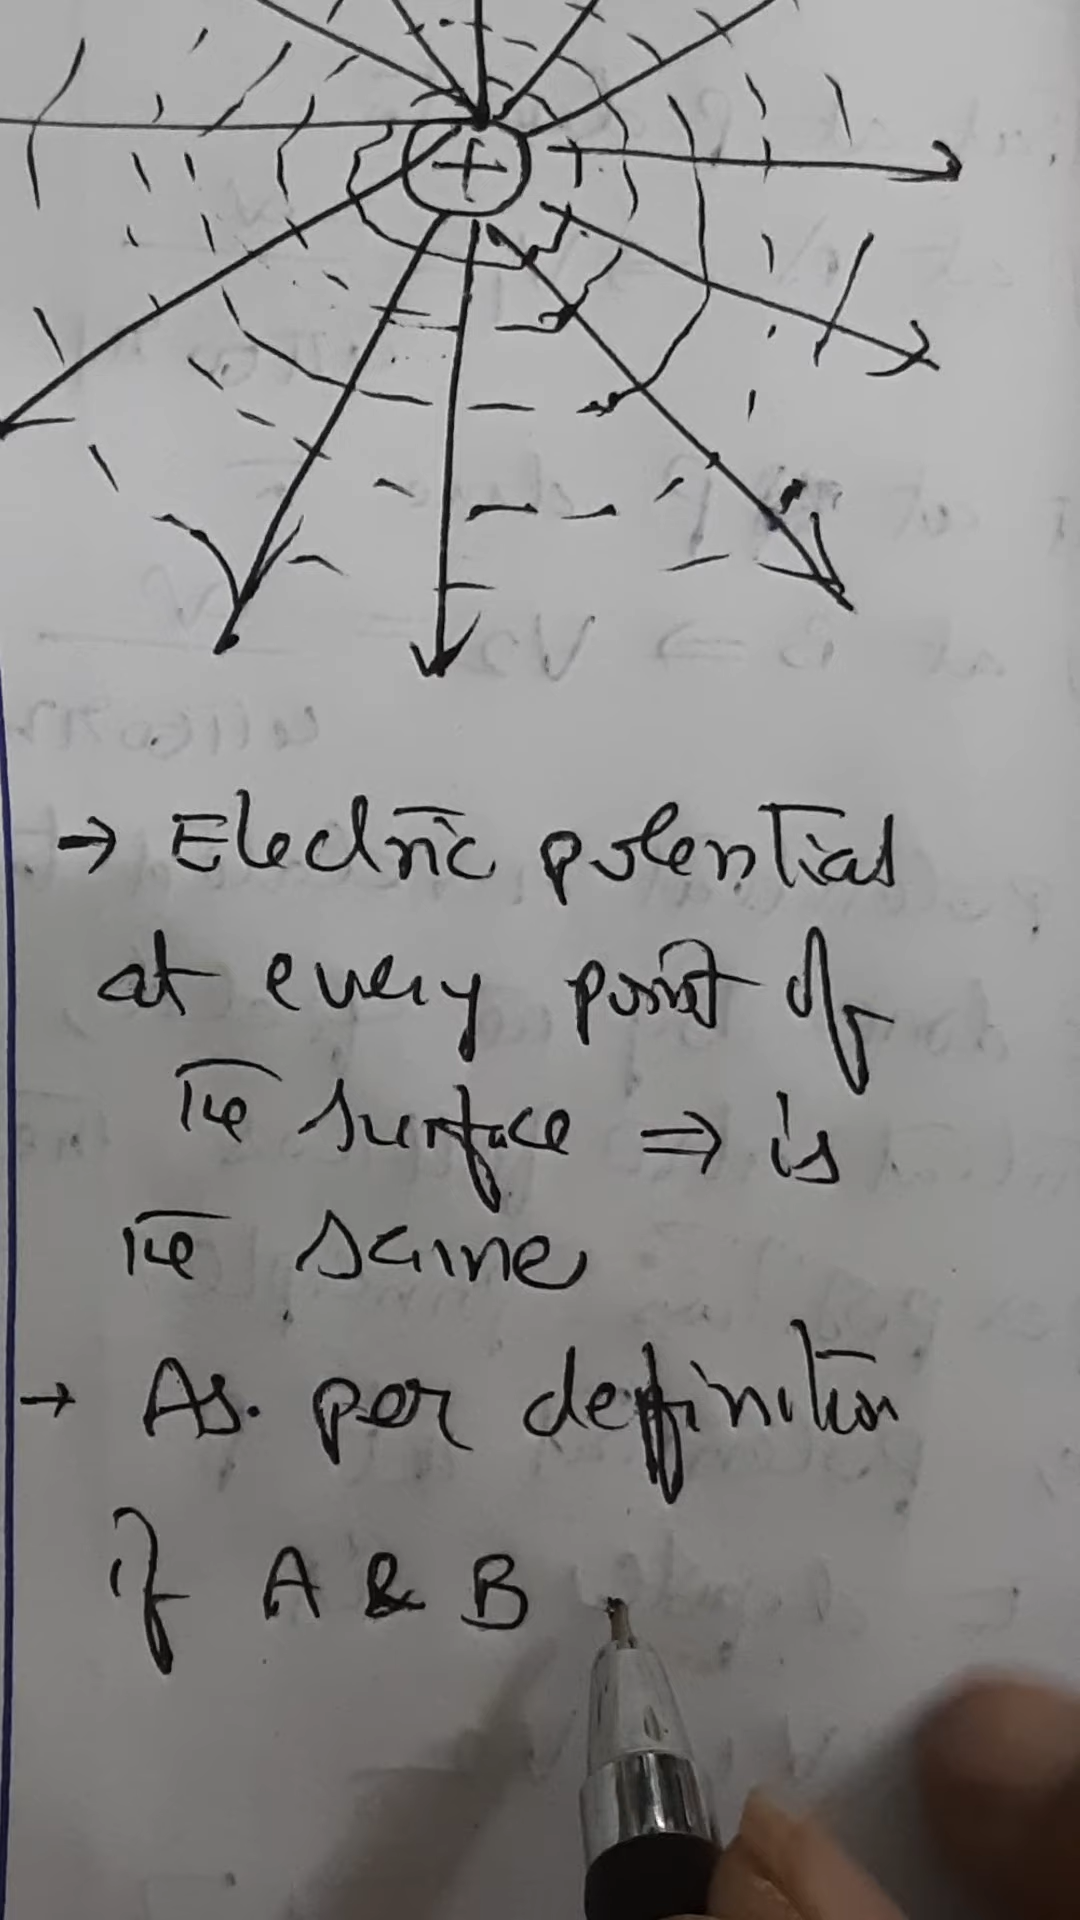 +
→ Electric potential
at every point of
the surface ⇒ is
the same
→ As. per definition
if A & B